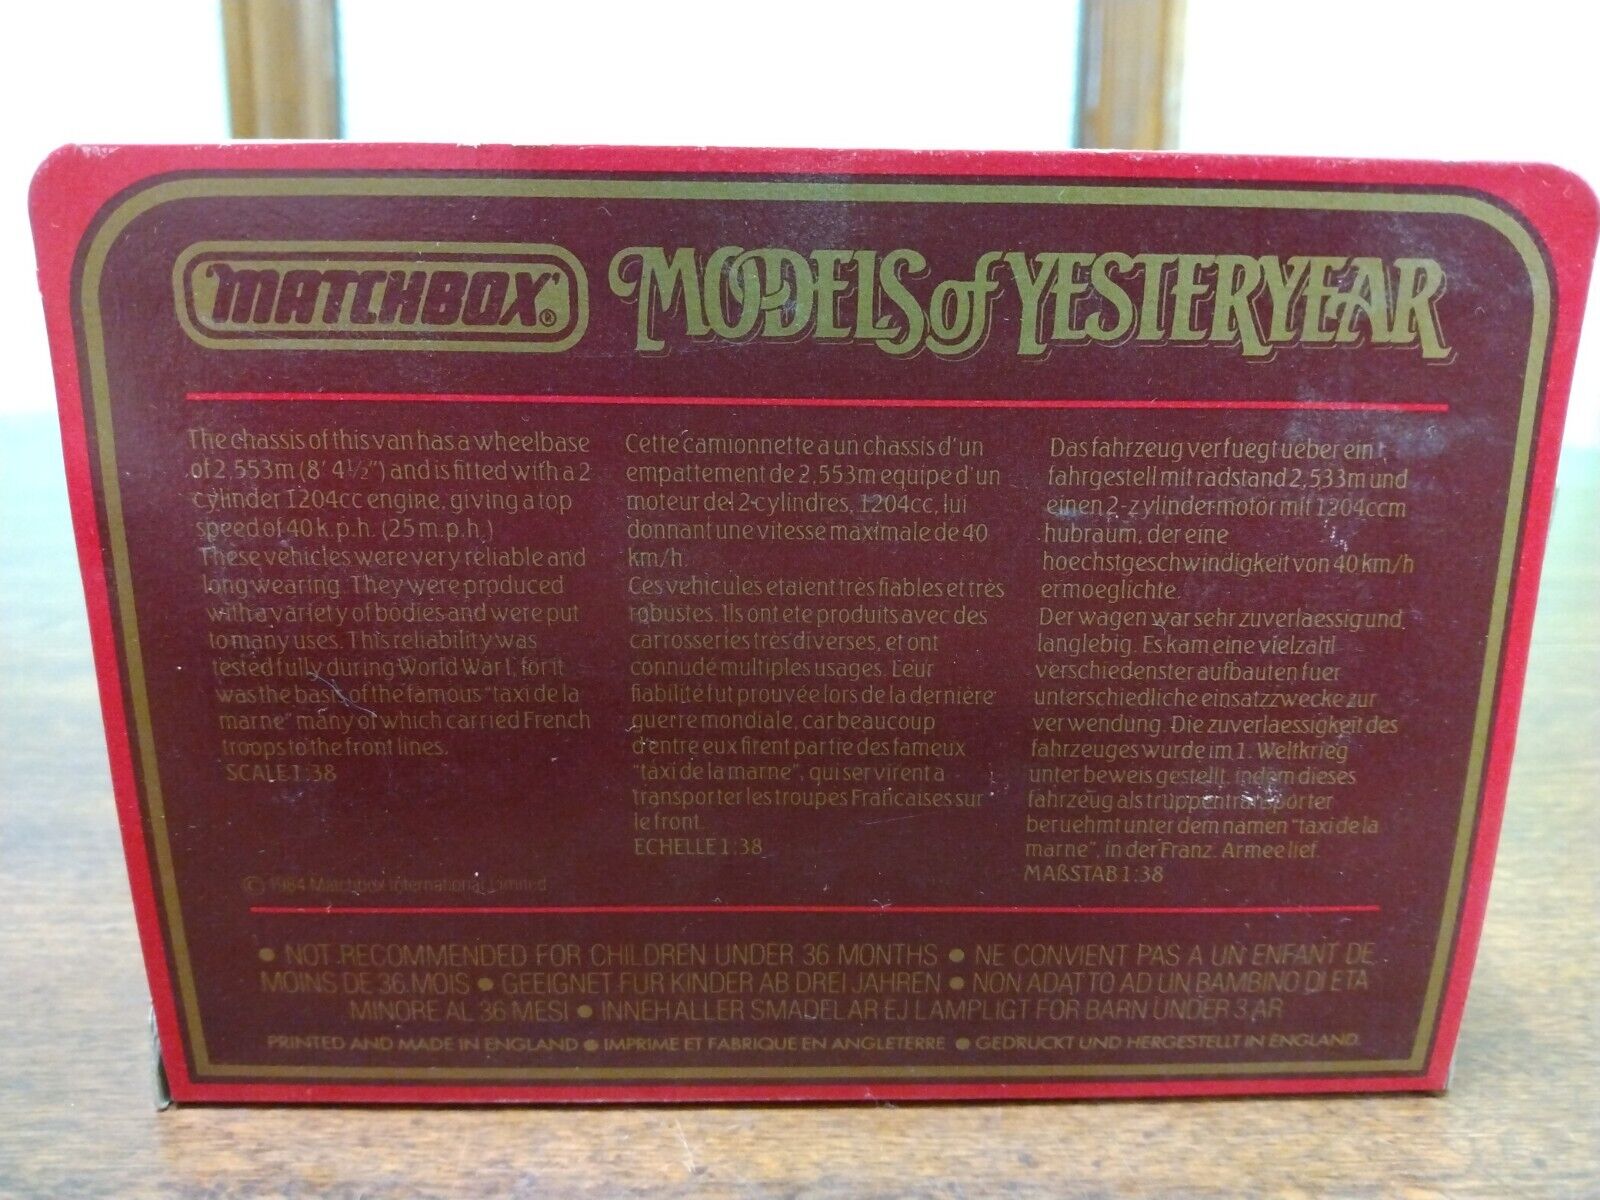 MATCHBOX® MODELS of YESTERYEAR
The chassis of this van has a wheelbase
of 2.553m (8' 4½") and is fitted with a 2
cylinder 1204cc engine, giving a top
speed of 40 k.p.h. (25 m.p.h.)
These vehicles were very reliable and
long wearing. They were produced
with a variety of bodies and were put
to many uses. This reliability was
tested fully during World War I, for it
was the basis of the famous "taxi de la
marne" many of which carried French
troops to the front lines.
SCALE 1:38
© 1984 Matchbox International Limited
Cette camionnette a un chassis d'un
empattement de 2,553m equipe d'un
moteur de 2-cylindres, 1204cc, lui
donnant une vitesse maximale de 40
km/h.
Ces vehicules etaient très fiables et très
robustes. Ils ont ete produits avec des
carrosseries très diverses, et ont
connu de multiples usages. Leur
fiabilité fut prouvée lors de la dernière
guerre mondiale, car beaucoup
d'entre eux firent partie des fameux
"taxi de la marne", qui servirent a
transporter les troupes Francaises sur
le front.
ECHELLE 1:38
Das fahrzeug verfuegt ueber ein
fahrgestell mit radstand 2,533m und
einen 2-zylindermotor mit 1204ccm
hubraum, der eine
hoechstgeschwindigkeit von 40 km/h
ermoeglichte.
Der wagen war sehr zuverlaessig und
langlebig. Es kam eine vielzahl
verschiedenster aufbauten fuer
unterschiedliche einsatzzwecke zur
verwendung. Die zuverlaessigkeit des
fahrzeuges wurde im 1. Weltkrieg
unter beweis gestellt, indem dieses
fahrzeug als truppentransporter
beruehmt unter dem namen "taxi de la
marne", in der Franz. Armee lief.
MAßSTAB 1:38
• NOT RECOMMENDED FOR CHILDREN UNDER 36 MONTHS • NE CONVIENT PAS A UN ENFANT DE
MOINS DE 36 MOIS • GEEIGNET FUR KINDER AB DREI JAHREN • NON ADATTO AD UN BAMBINO DI ETA
MINORE AL 36 MESI • INNEHALLER SMADELAR EJ LAMPLIGT FOR BARN UNDER 3 AR
PRINTED AND MADE IN ENGLAND • IMPRIME ET FABRIQUE EN ANGLETERRE • GEDRUCKT UND HERGESTELLT IN ENGLAND.